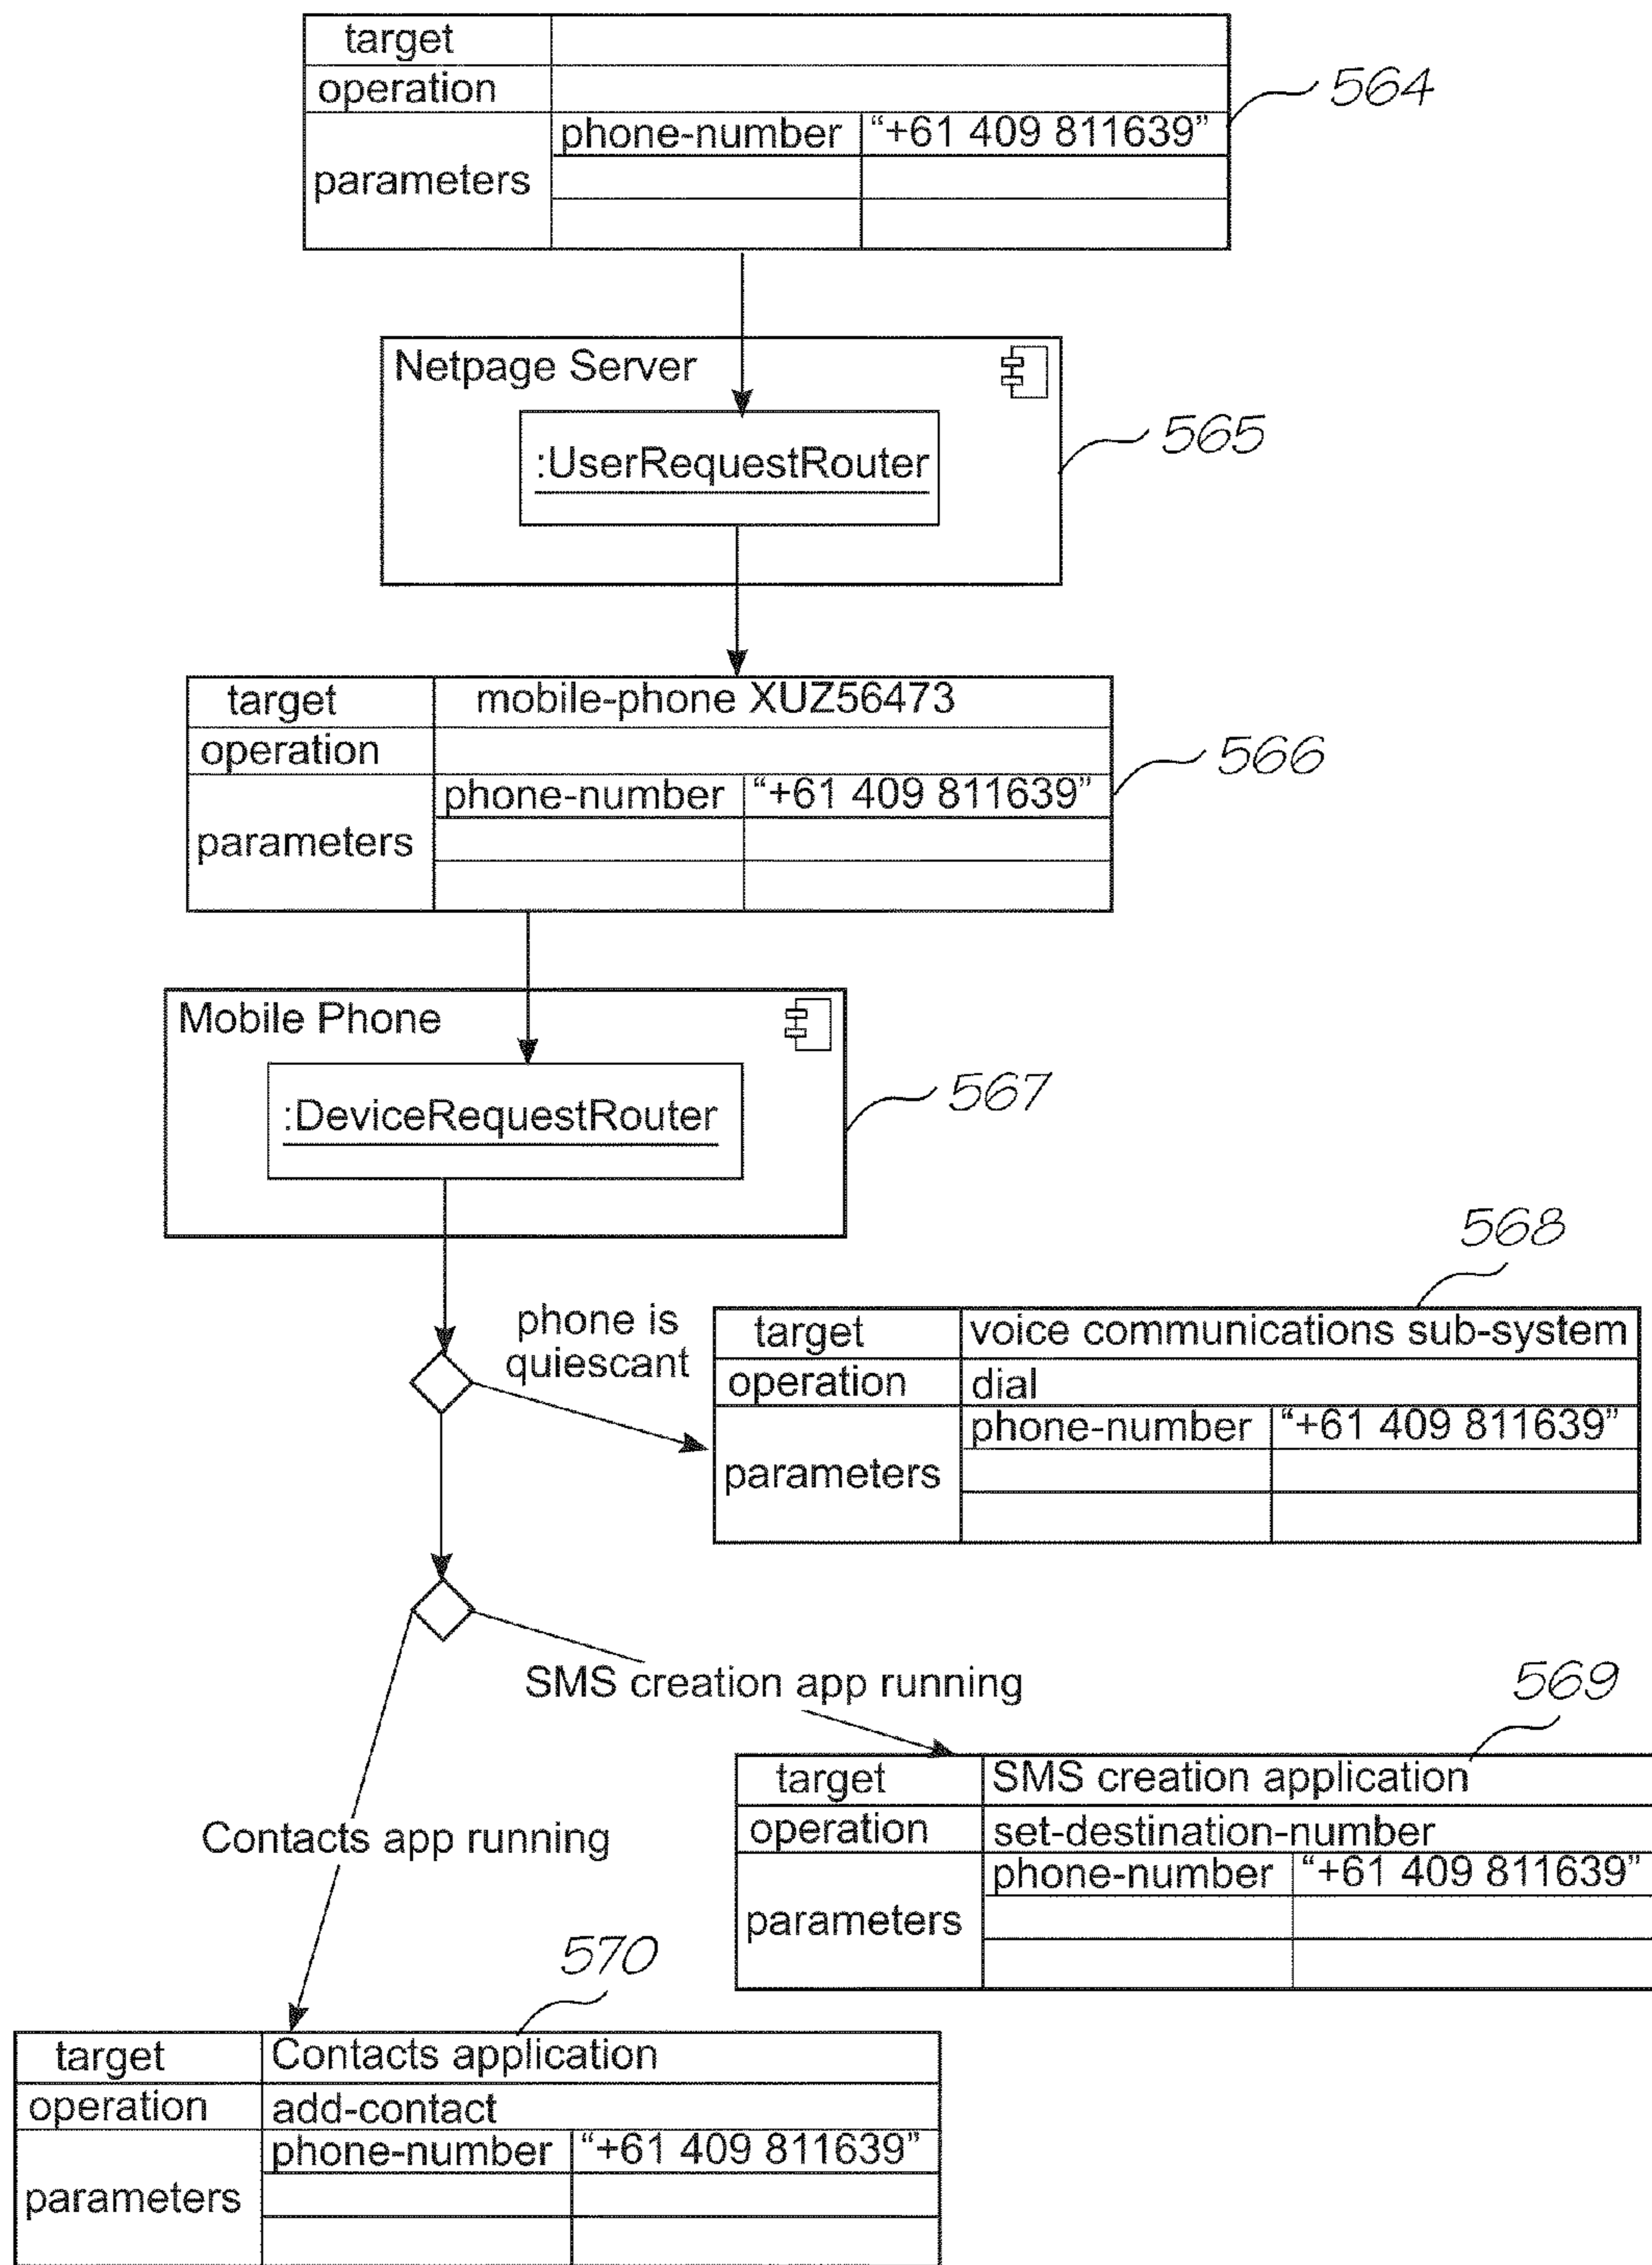 target
operation
parameters
phone-number "+61 409 811639"
564
Netpage Server
:UserRequestRouter
565
target mobile-phone XUZ56473
operation
parameters
phone-number "+61 409 811639"
566
Mobile Phone
:DeviceRequestRouter
567
phone is
quiescant
568
target voice communications sub-system
operation dial
parameters
phone-number "+61 409 811639"
SMS creation app running
569
target SMS creation application
operation set-destination-number
parameters
phone-number "+61 409 811639"
Contacts app running
570
target Contacts application
operation add-contact
parameters
phone-number "+61 409 811639"